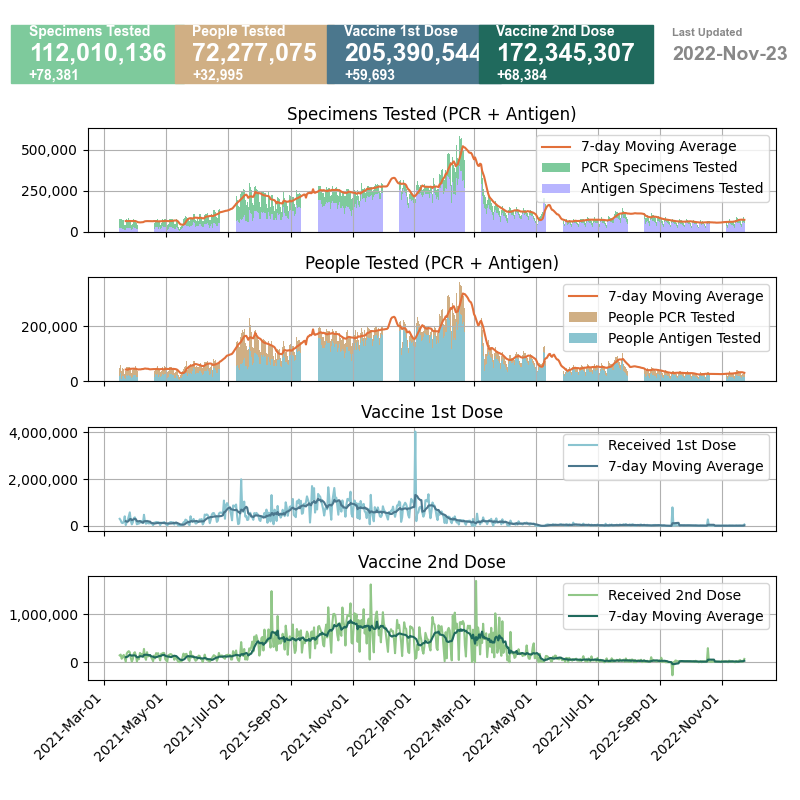 Specimens Tested
112,010,136
+78,381
People Tested
72,277,075
+32,995
Vaccine 1st Dose
205,390,544
+59,693
Vaccine 2nd Dose
172,345,307
+68,384
Last Updated
2022-Nov-23
Specimens Tested (PCR + Antigen)
500,000
250,000
0
7-day Moving Average
PCR Specimens Tested
Antigen Specimens Tested
People Tested (PCR + Antigen)
200,000
0
7-day Moving Average
People PCR Tested
People Antigen Tested
Vaccine 1st Dose
4,000,000
2,000,000
0
Received 1st Dose
7-day Moving Average
Vaccine 2nd Dose
1,000,000
0
Received 2nd Dose
7-day Moving Average
2021-Mar-01
2021-May-01
2021-Jul-01
2021-Sep-01
2021-Nov-01
2022-Jan-01
2022-Mar-01
2022-May-01
2022-Jul-01
2022-Sep-01
2022-Nov-01